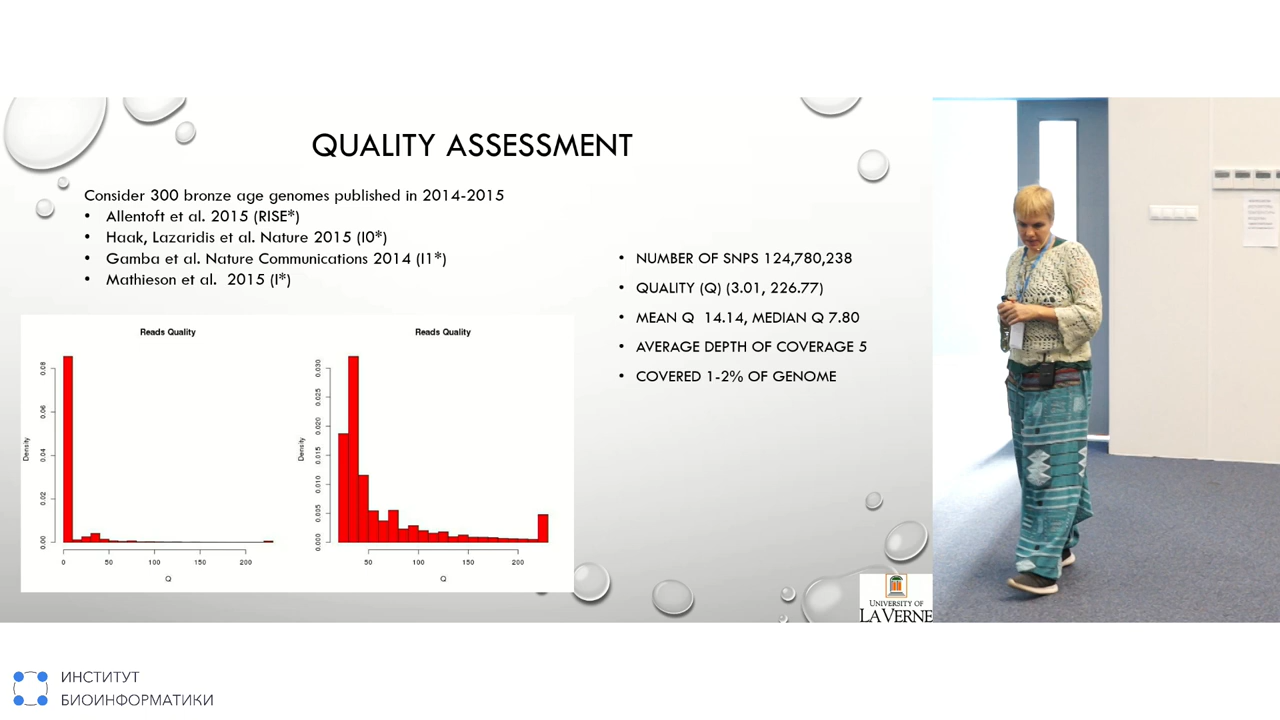 QUALITY ASSESSMENT
Consider 300 bronze age genomes published in 2014-2015
• Allentoft et al. 2015 (RISE*)
• Haak, Lazaridis et al. Nature 2015 (I0*)
• Gamba et al. Nature Communications 2014 (I1*)
• Mathieson et al. 2015 (I*)
• NUMBER OF SNPS 124,780,238
• QUALITY (Q) (3.01, 226.77)
• MEAN Q 14.14, MEDIAN Q 7.80
• AVERAGE DEPTH OF COVERAGE 5
• COVERED 1-2% OF GENOME
Reads Quality
Density
0.00 0.02 0.04 0.06 0.08
0 50 100 150 200
Q
Reads Quality
Density
0.000 0.005 0.010 0.015 0.020 0.025 0.030
50 100 150 200
Q
UNIVERSITY OF
LAVERNE
ИНСТИТУТ
БИОИНФОРМАТИКИ